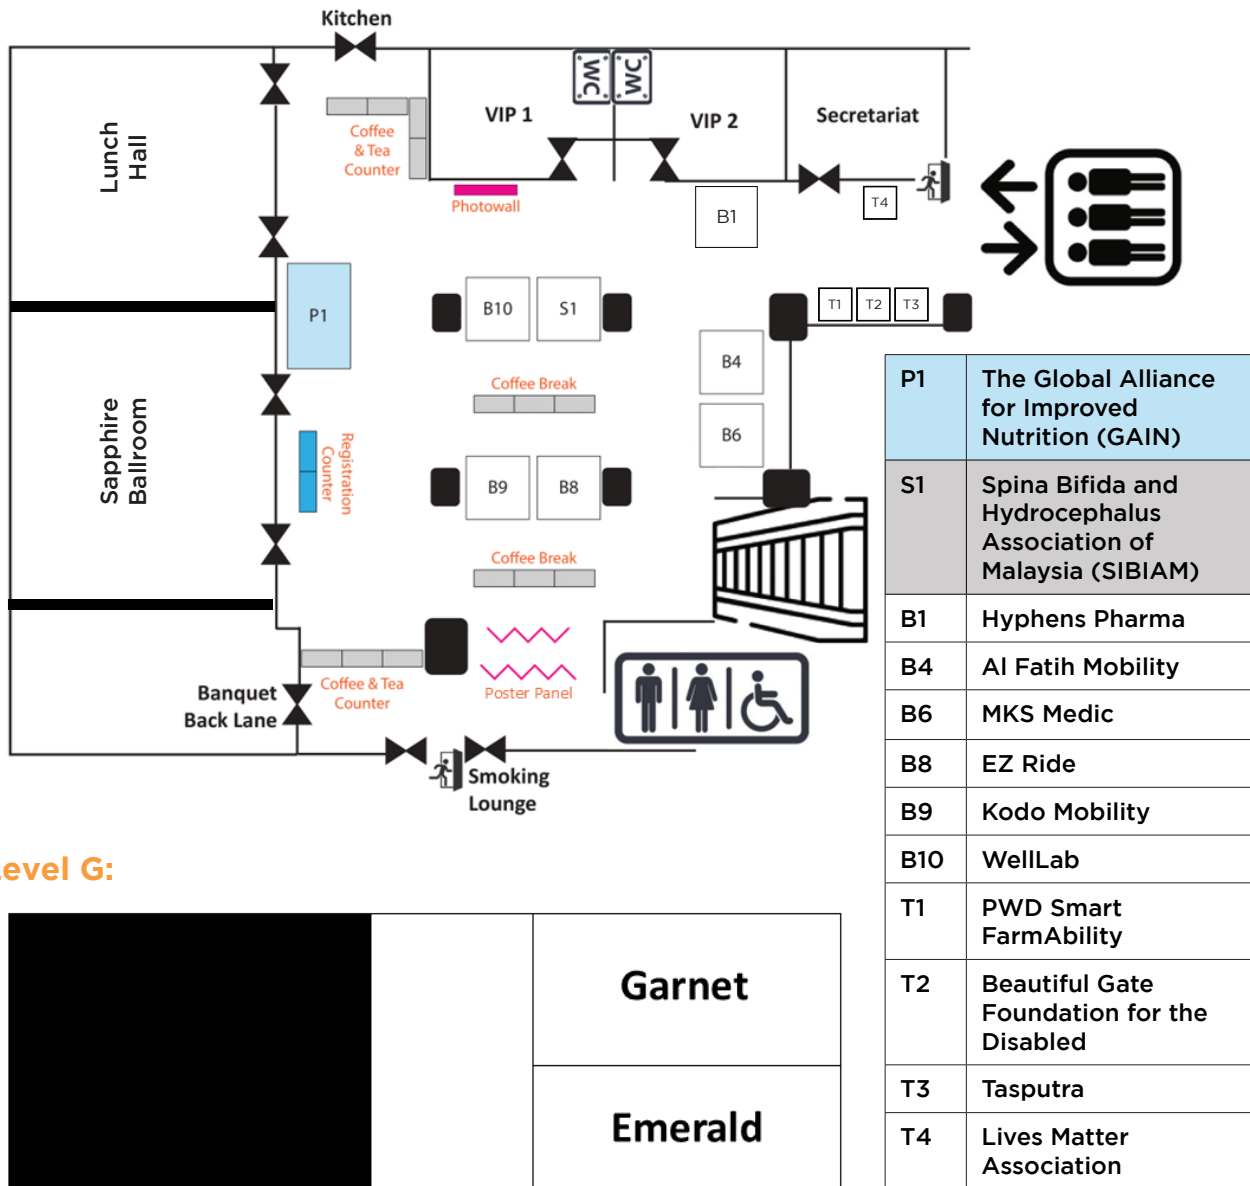 Kitchen
WC
WC
VIP 1
VIP 2
Secretariat
Lunch
Hall
Coffee
& Tea
Counter
Photowall
B1
T4
P1
B10
S1
T1
T2
T3
B4
Coffee Break
B6
Sapphire
Ballroom
Registration
Counter
B9
B8
Coffee Break
Banquet
Back Lane
Coffee & Tea
Counter
Poster Panel
Smoking
Lounge
P1 The Global Alliance
for Improved
Nutrition (GAIN)
S1 Spina Bifida and
Hydrocephalus
Association of
Malaysia (SIBIAM)
B1 Hyphens Pharma
B4 Al Fatih Mobility
B6 MKS Medic
B8 EZ Ride
B9 Kodo Mobility
B10 WellLab
T1 PWD Smart
FarmAbility
T2 Beautiful Gate
Foundation for the
Disabled
T3 Tasputra
T4 Lives Matter
Association
Level G:
Garnet
Emerald